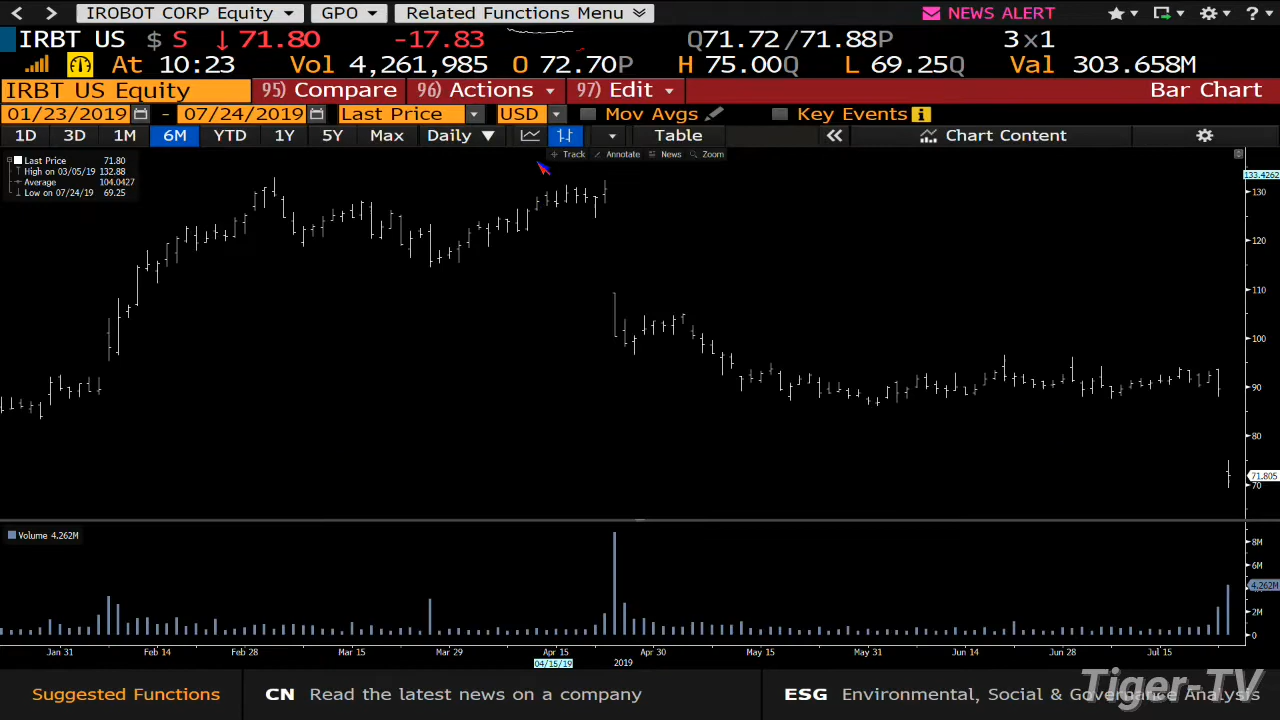 IROBOT CORP Equity GPO Related Functions Menu NEWS ALERT ?
IRBT US $ S ↓71.80 -17.83 Q71.72/71.88P 3×1
At 10:23 Vol 4,261,985 O 72.70P H 75.00Q L 69.25Q Val 303.658M
IRBT US Equity 95) Compare 96) Actions 97) Edit Bar Chart
01/23/2019 - 07/24/2019 Last Price USD Mov Avgs Key Events
1D 3D 1M 6M YTD 1Y 5Y Max Daily ▼ Table « Chart Content
Track Annotate News Zoom
Last Price 71.80
High on 03/05/19 132.88
Average 104.0427
Low on 07/24/19 69.25
133.4262
130
120
110
100
90
80
71.805
70
Volume 4.262M
8M
6M
4.262M
2M
0
Jan 31 Feb 14 Feb 28 Mar 15 Mar 29 Apr 15 Apr 30 May 15 May 31 Jun 14 Jun 28 Jul 15
04/15/19 2019
Suggested Functions CN Read the latest news on a company ESG Environmental, Social & Governance Analysis
Tiger-TV